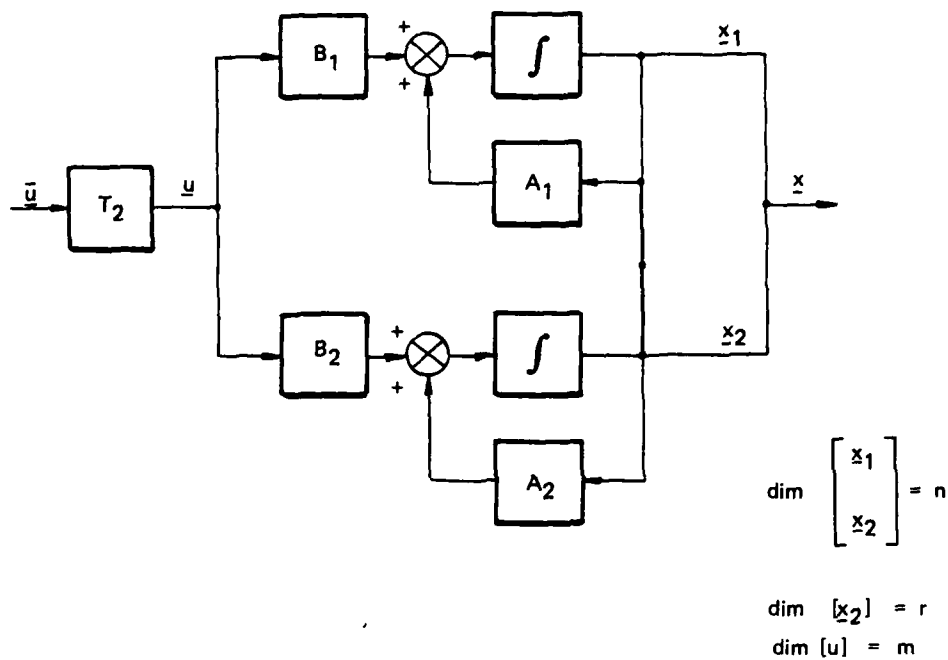 B1
+
+
∫
x1
A1
ū
T2
u
x
B2
+
+
∫
x2
A2
dim [x1 x2] = n
dim [x2] = r
dim [u] = m